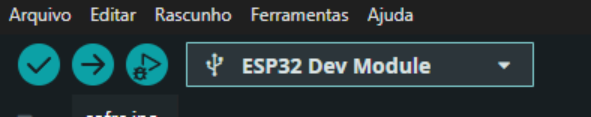 Arquivo Editar Rascunho Ferramentas Ajuda
ESP32 Dev Module